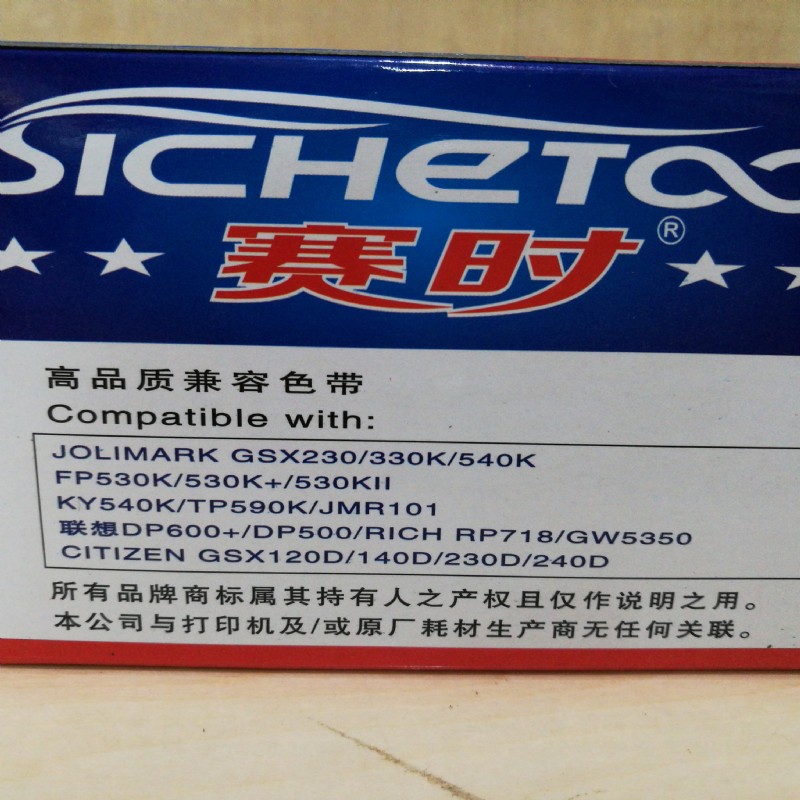 SICHETOO
赛时®
高品质兼容色带
Compatible with:
JOLIMARK GSX230/330K/540K
FP530K/530K+/530KII
KY540K/TP590K/JMR101
联想DP600+/DP500/RICH RP718/GW5350
CITIZEN GSX120D/140D/230D/240D
所有品牌商标属其持有人之产权且仅作说明之用。
本公司与打印机及/或原厂耗材生产商无任何关联。